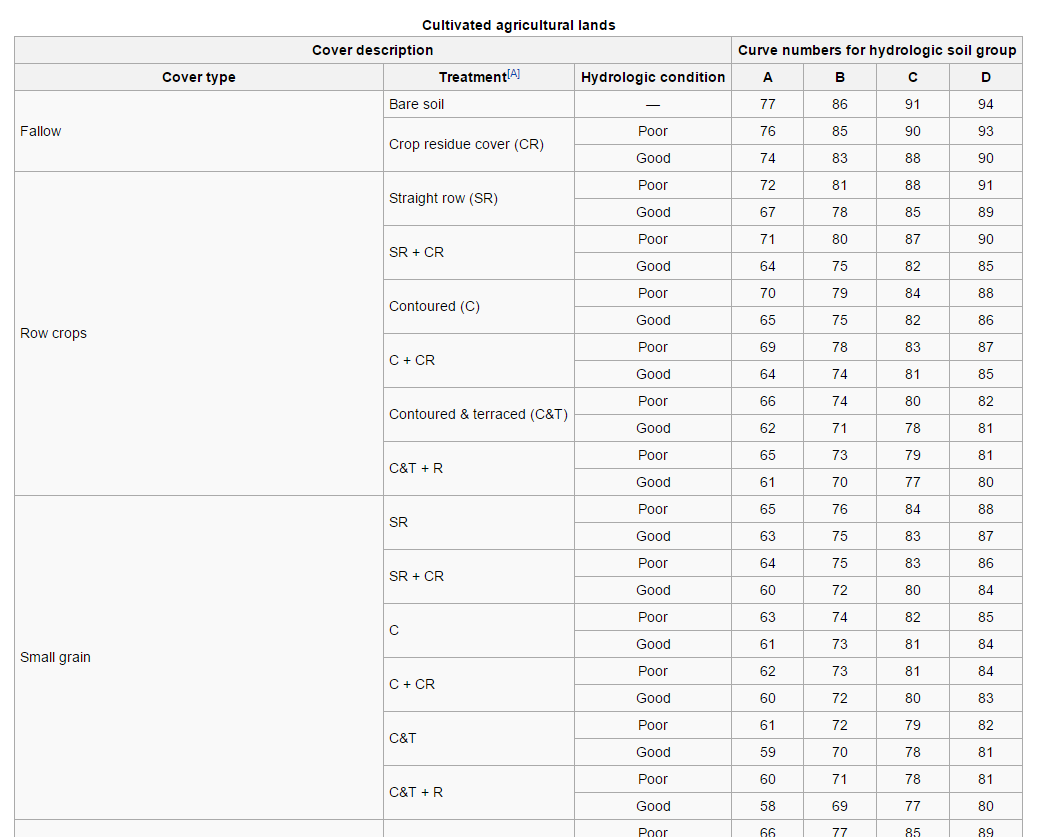 Cultivated agricultural lands
Cover description Curve numbers for hydrologic soil group
Cover type Treatment[A] Hydrologic condition A B C D
Fallow Bare soil — 77 86 91 94
Crop residue cover (CR) Poor 76 85 90 93
Good 74 83 88 90
Row crops Straight row (SR) Poor 72 81 88 91
Good 67 78 85 89
SR + CR Poor 71 80 87 90
Good 64 75 82 85
Contoured (C) Poor 70 79 84 88
Good 65 75 82 86
C + CR Poor 69 78 83 87
Good 64 74 81 85
Contoured & terraced (C&T) Poor 66 74 80 82
Good 62 71 78 81
C&T + R Poor 65 73 79 81
Good 61 70 77 80
Small grain SR Poor 65 76 84 88
Good 63 75 83 87
SR + CR Poor 64 75 83 86
Good 60 72 80 84
C Poor 63 74 82 85
Good 61 73 81 84
C + CR Poor 62 73 81 84
Good 60 72 80 83
C&T Poor 61 72 79 82
Good 59 70 78 81
C&T + R Poor 60 71 78 81
Good 58 69 77 80
Poor 66 77 85 89